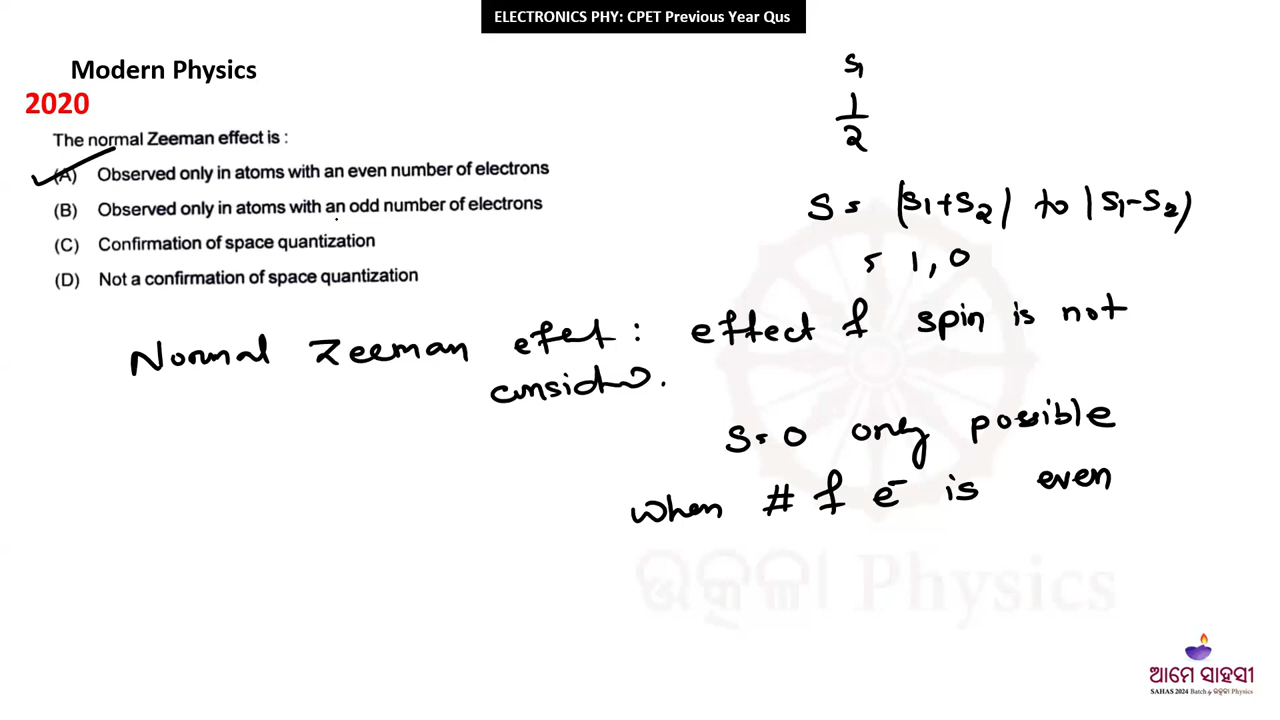 ELECTRONICS PHY: CPET Previous Year Qus
Modern Physics
2020
The normal Zeeman effect is :
(A) Observed only in atoms with an even number of electrons
(B) Observed only in atoms with an odd number of electrons
(C) Confirmation of space quantization
(D) Not a confirmation of space quantization
S1
1/2
S = |S1+S2| to |S1-S2|
= 1, 0
Normal Zeeman efet : effect of spin is not
S=0 only possible
when # of e- is even
ଉତ୍କଳୀୟ Physics
ଆମେ ସାହସୀ
SAHAS 2024 Batch by ଉତ୍କଳୀୟ Physics